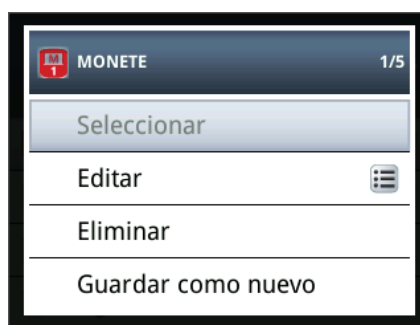 M
1
MONETE 1/5
Seleccionar
Editar
Eliminar
Guardar como nuevo